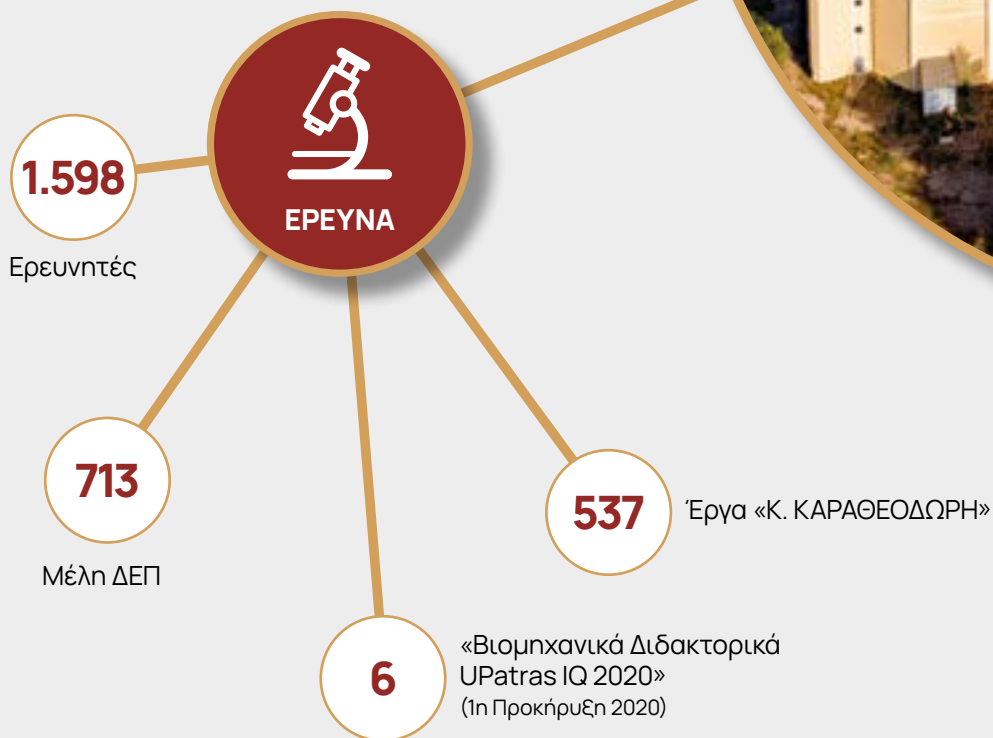 ΕΡΕΥΝΑ
1.598
Ερευνητές
713
Μέλη ΔΕΠ
537
Έργα «Κ. ΚΑΡΑΘΕΟΔΩΡΗ»
6
«Βιομηχανικά Διδακτορικά
UPatras IQ 2020»
(1η Προκήρυξη 2020)